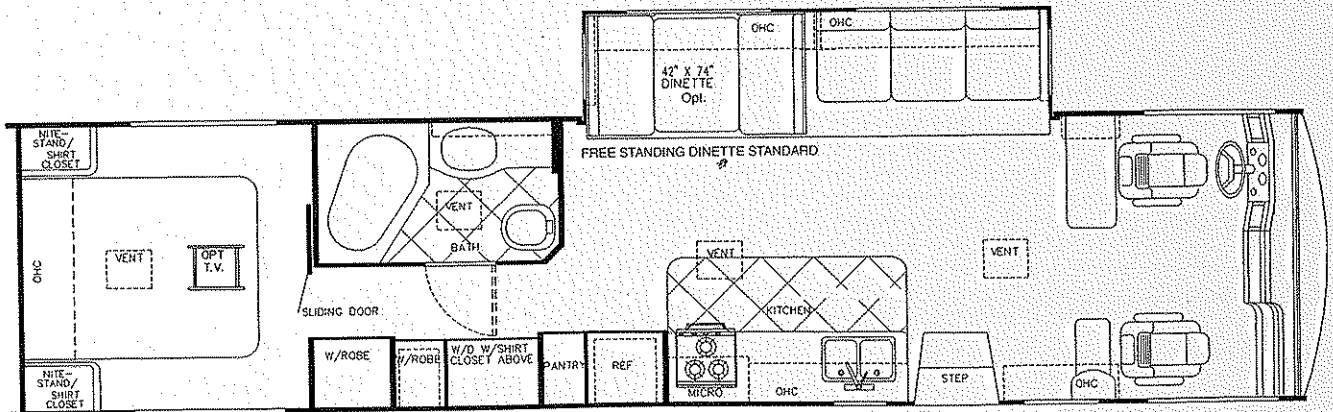 OHC
OHC
42" X 74"
DINETTE
Opt.
FREE STANDING DINETTE STANDARD
NITE-
STAND/
SHIRT
CLOSET
VENT
BATH
OHC
VENT
OPT
T.V.
SLIDING DOOR
VENT
VENT
KITCHEN
W/ROBE
W/ROBE
W/D W/SHIRT
CLOSET ABOVE
PANTRY
REF
MICRO
OHC
STEP
OHC
NITE-
STAND/
SHIRT
CLOSET